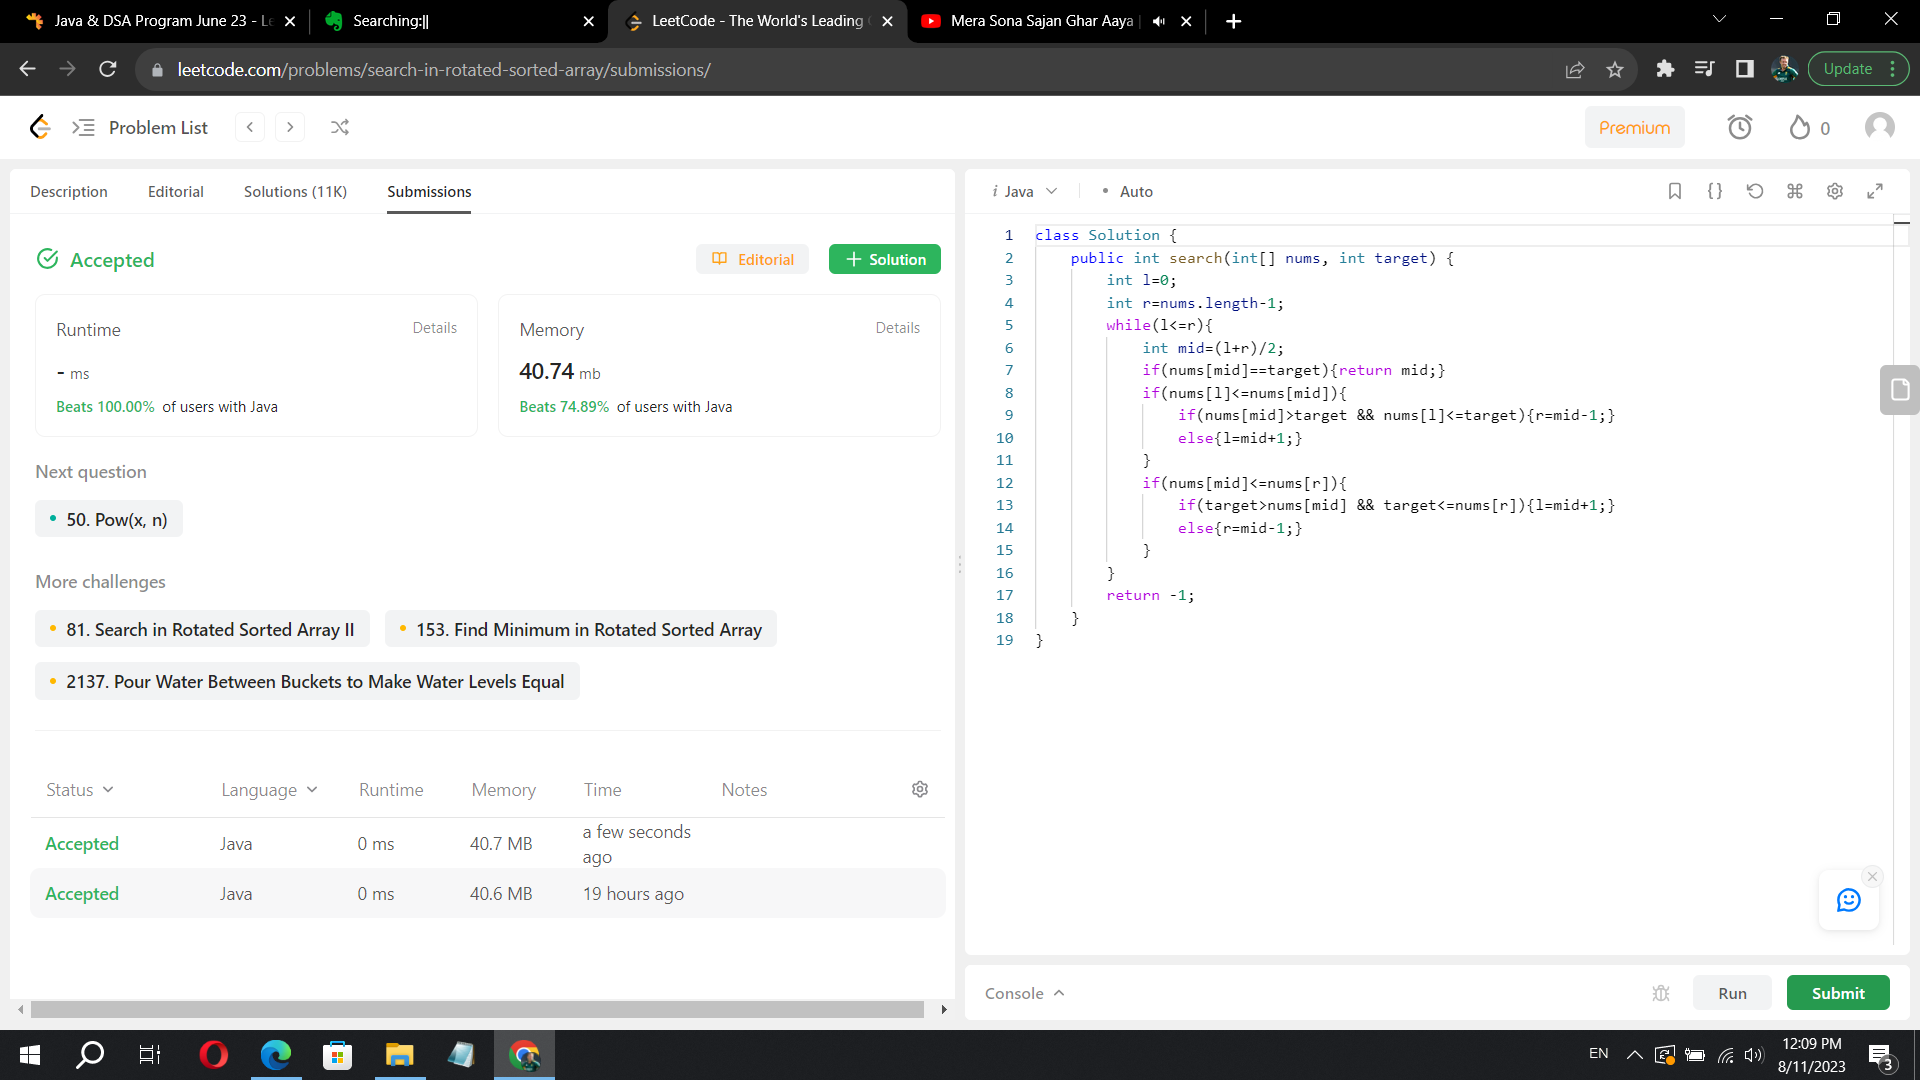 Java & DSA Program June 23 - Le
Searching:||
LeetCode - The World's Leading
Mera Sona Sajan Ghar Aaya
leetcode.com/problems/search-in-rotated-sorted-array/submissions/
Update
Problem List
Premium
0
Description
Editorial
Solutions (11K)
Submissions
Accepted
Editorial
Solution
Runtime
Details
- ms
Beats 100.00% of users with Java
Memory
Details
40.74 mb
Beats 74.89% of users with Java
Next question
50. Pow(x, n)
More challenges
81. Search in Rotated Sorted Array II
153. Find Minimum in Rotated Sorted Array
2137. Pour Water Between Buckets to Make Water Levels Equal
Status Language Runtime Memory Time Notes
Accepted Java 0 ms 40.7 MB a few seconds
ago
Accepted Java 0 ms 40.6 MB 19 hours ago
i Java
• Auto
1 class Solution {
2 public int search(int[] nums, int target) {
3 int l=0;
4 int r=nums.length-1;
5 while(l<=r){
6 int mid=(l+r)/2;
7 if(nums[mid]==target){return mid;}
8 if(nums[l]<=nums[mid]){
9 if(nums[mid]>target && nums[l]<=target){r=mid-1;}
10 else{l=mid+1;}
11 }
12 if(nums[mid]<=nums[r]){
13 if(target>nums[mid] && target<=nums[r]){l=mid+1;}
14 else{r=mid-1;}
15 }
16 }
17 return -1;
18 }
19 }
Console
Run
Submit
EN
12:09 PM
8/11/2023
3